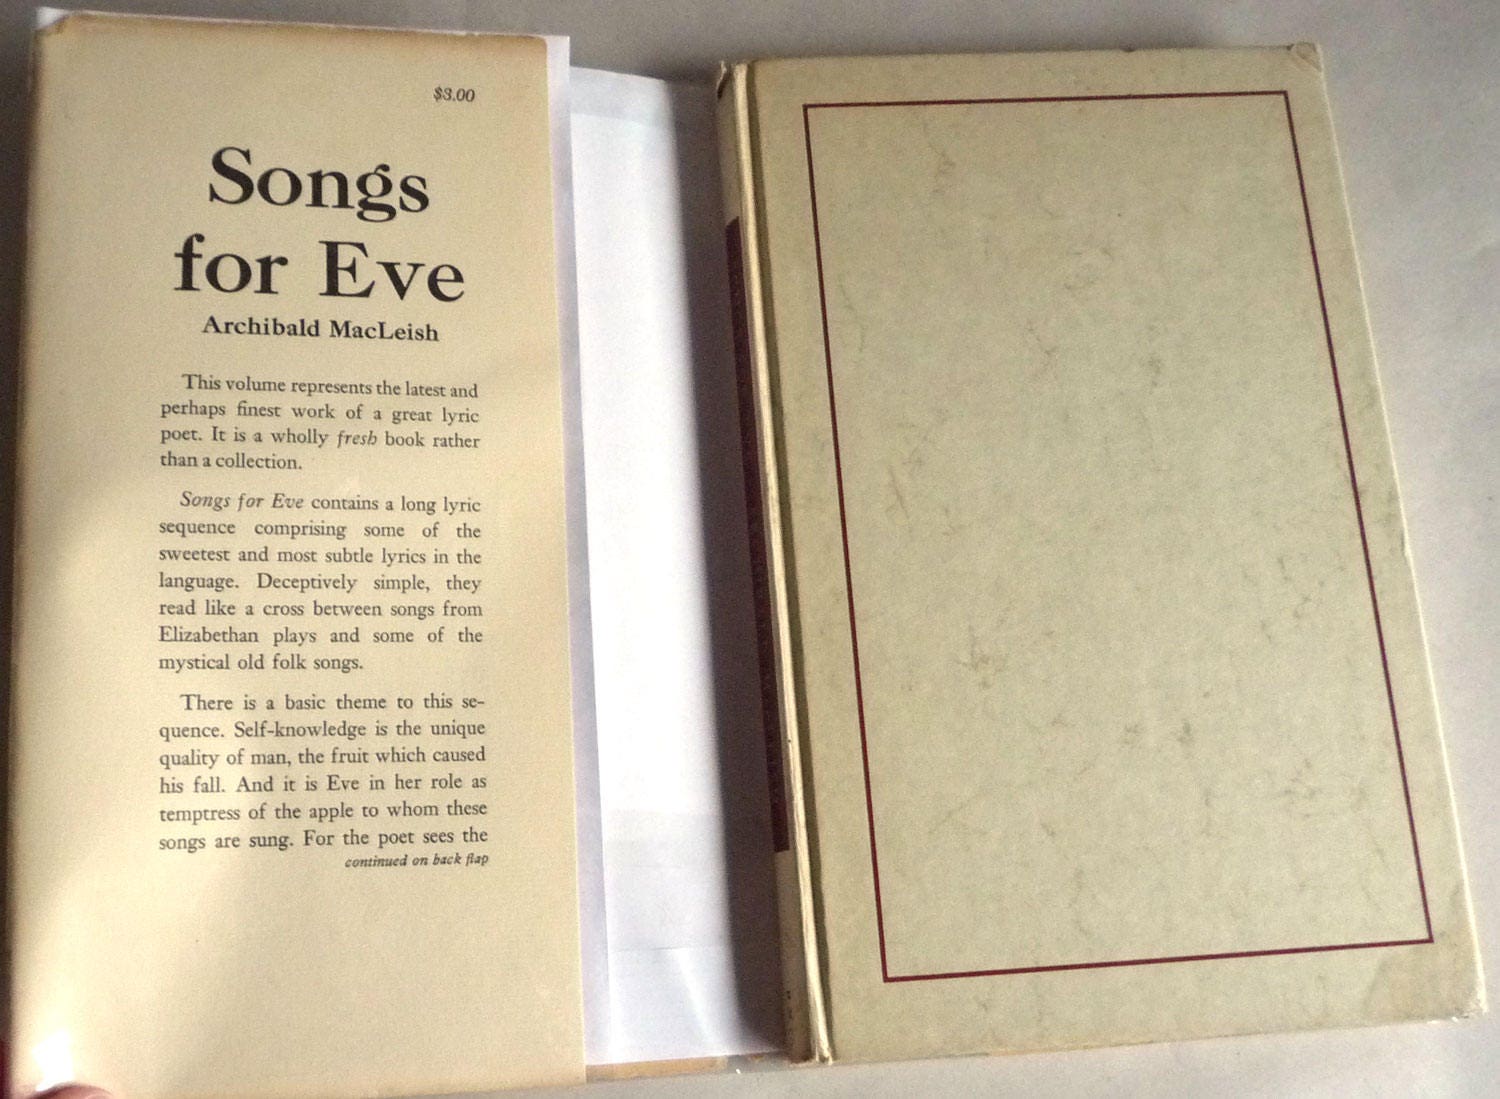 $3.00
Songs
for Eve
Archibald MacLeish
This volume represents the latest and
perhaps finest work of a great lyric
poet. It is a wholly fresh book rather
than a collection.
Songs for Eve contains a long lyric
sequence comprising some of the
sweetest and most subtle lyrics in the
language. Deceptively simple, they
read like a cross between songs from
Elizabethan plays and some of the
mystical old folk songs.
There is a basic theme to this se-
quence. Self-knowledge is the unique
quality of man, the fruit which caused
his fall. And it is Eve in her role as
temptress of the apple to whom these
songs are sung. For the poet sees the
continued on back flap